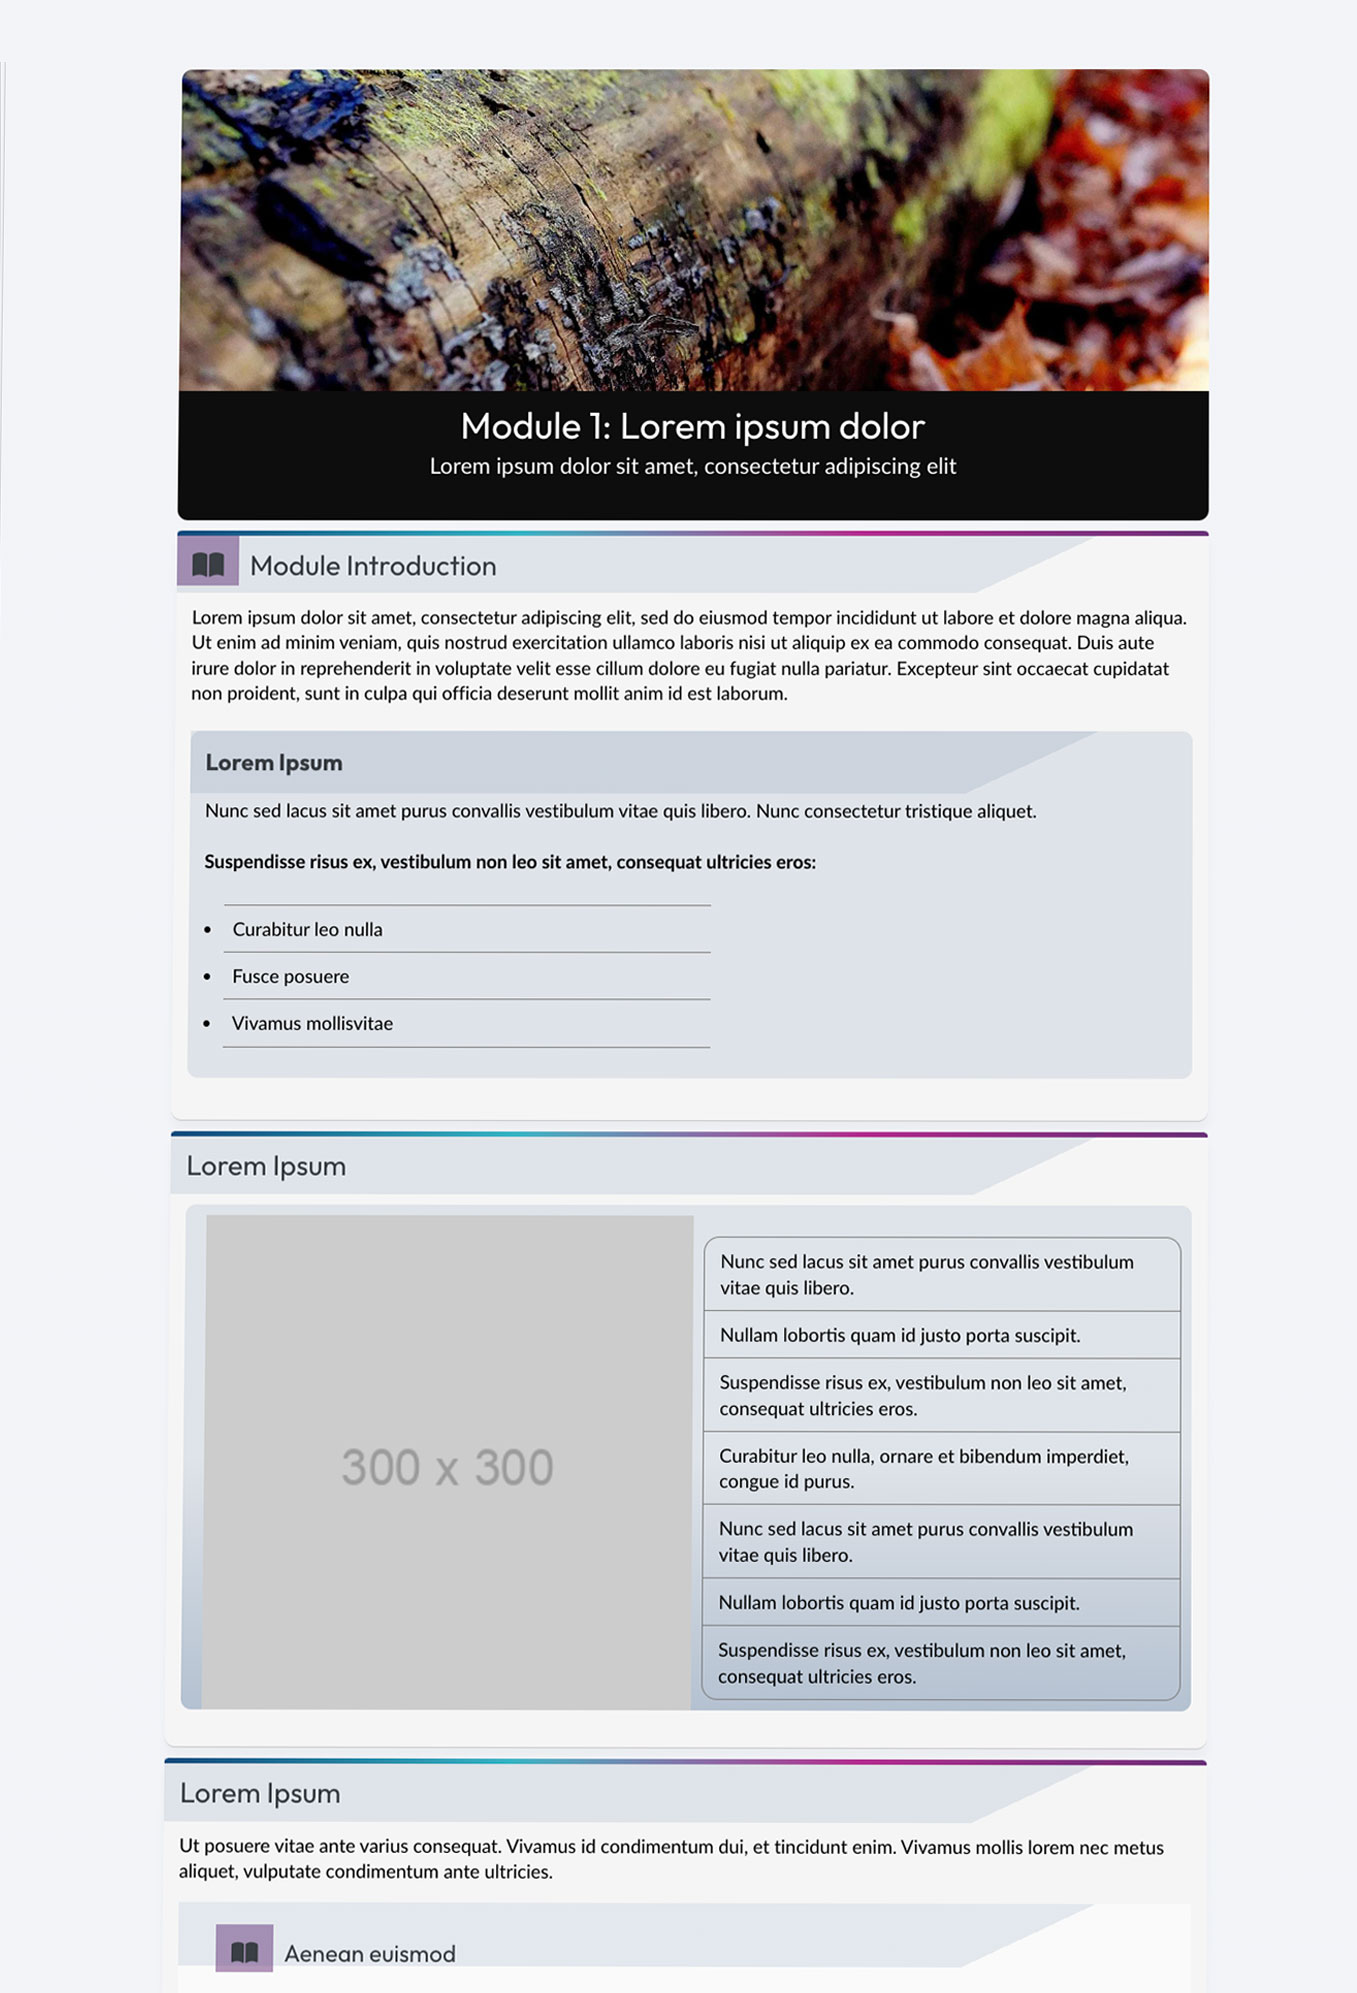 Module 1: Lorem ipsum dolor
Lorem ipsum dolor sit amet, consectetur adipiscing elit
Module Introduction
Lorem ipsum dolor sit amet, consectetur adipiscing elit, sed do eiusmod tempor incididunt ut labore et dolore magna aliqua.
Ut enim ad minim veniam, quis nostrud exercitation ullamco laboris nisi ut aliquip ex ea commodo consequat. Duis aute
irure dolor in reprehenderit in voluptate velit esse cillum dolore eu fugiat nulla pariatur. Excepteur sint occaecat cupidatat
non proident, sunt in culpa qui officia deserunt mollit anim id est laborum.
Lorem Ipsum
Nunc sed lacus sit amet purus convallis vestibulum vitae quis libero. Nunc consectetur tristique aliquet.
Suspendisse risus ex, vestibulum non leo sit amet, consequat ultricies eros:
• Curabitur leo nulla
• Fusce posuere
• Vivamus mollisvitae
Lorem Ipsum
300 x 300
Nunc sed lacus sit amet purus convallis vestibulum
vitae quis libero.
Nullam lobortis quam id justo porta suscipit.
Suspendisse risus ex, vestibulum non leo sit amet,
consequat ultricies eros.
Curabitur leo nulla, ornare et bibendum imperdiet,
congue id purus.
Nunc sed lacus sit amet purus convallis vestibulum
vitae quis libero.
Nullam lobortis quam id justo porta suscipit.
Suspendisse risus ex, vestibulum non leo sit amet,
consequat ultricies eros.
Lorem Ipsum
Ut posuere vitae ante varius consequat. Vivamus id condimentum dui, et tincidunt enim. Vivamus mollis lorem nec metus
aliquet, vulputate condimentum ante ultricies.
Aenean euismod